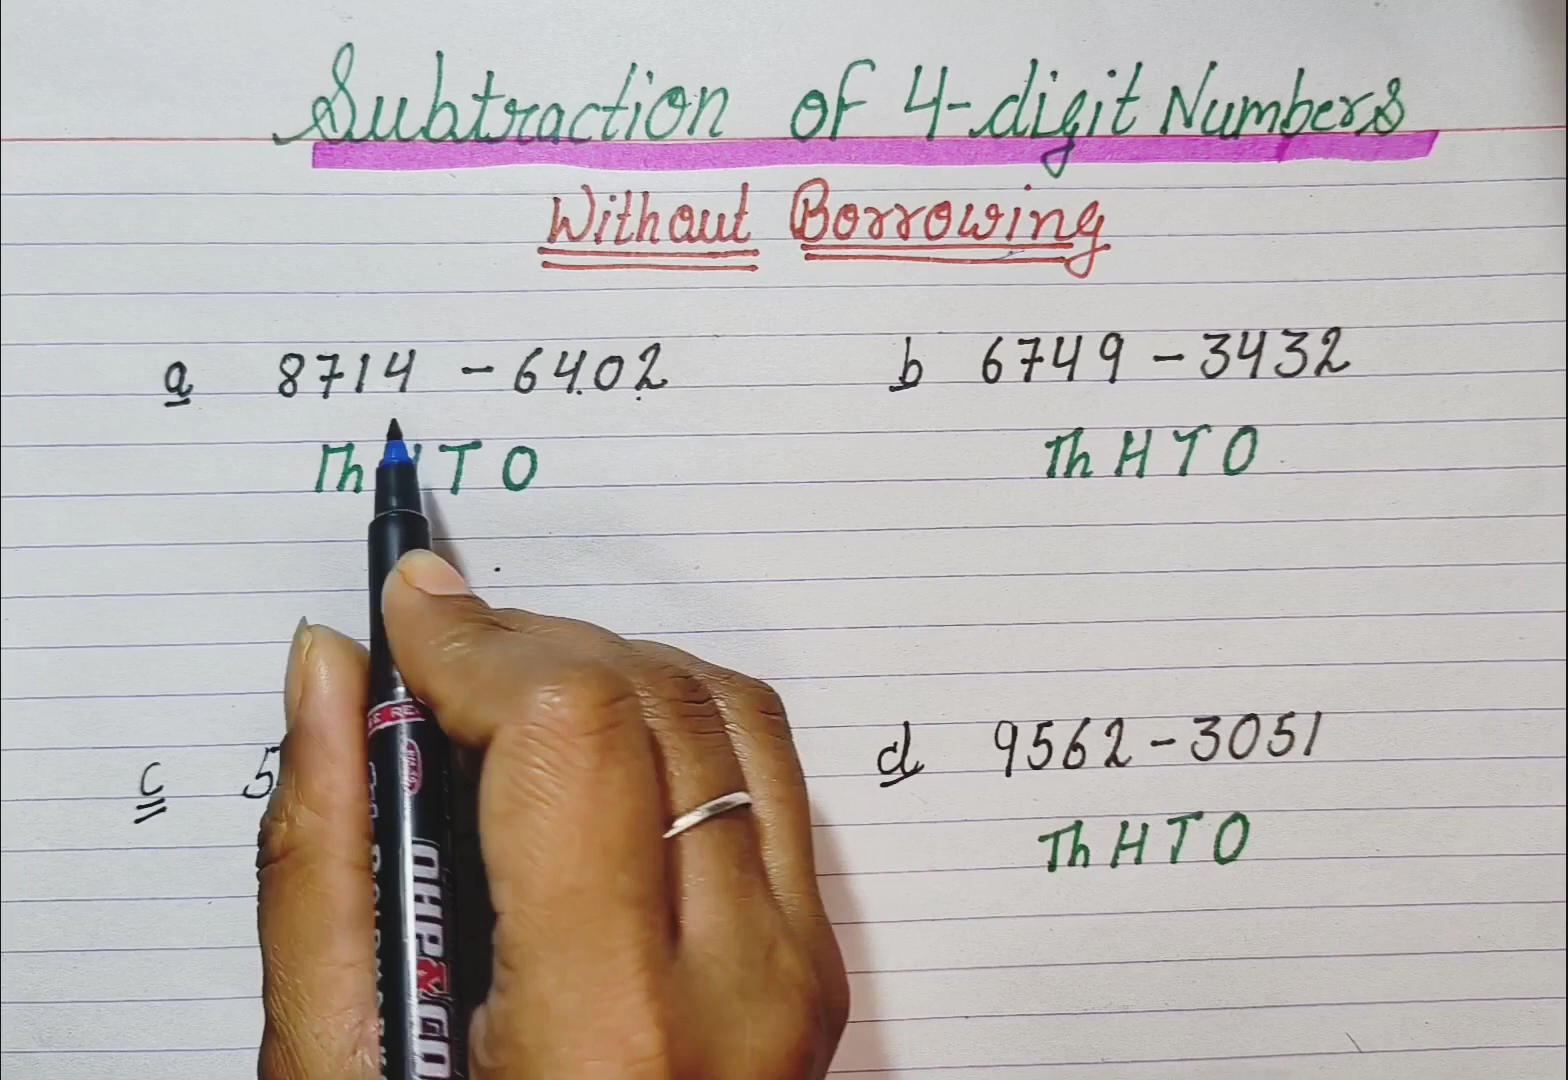 Subtraction of 4-digit Numbers
Without Borrowing
a 8714 - 6402
b 6749 - 3432
Th H T O
Th H T O
c 5
d 9562 - 3051
Th H T O